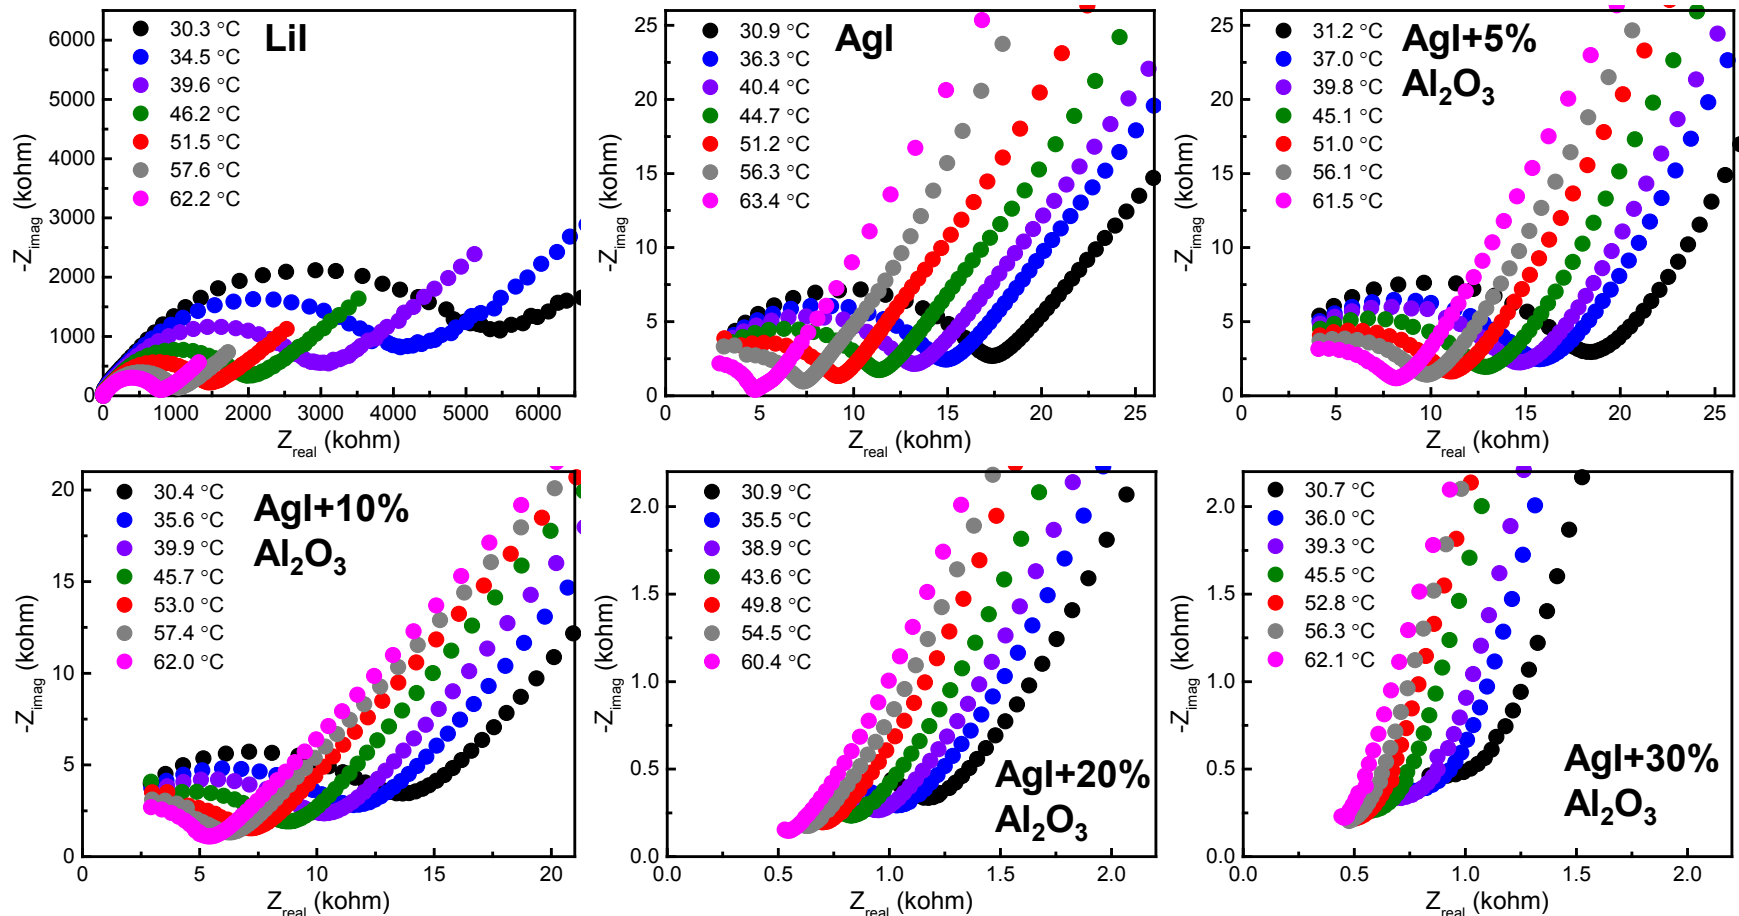 LiI
30.3 °C
34.5 °C
39.6 °C
46.2 °C
51.5 °C
57.6 °C
62.2 °C
6000
5000
4000
3000
2000
1000
0
0 1000 2000 3000 4000 5000 6000
-Z_imag (kohm)
Z_real (kohm)
AgI
30.9 °C
36.3 °C
40.4 °C
44.7 °C
51.2 °C
56.3 °C
63.4 °C
25
20
15
10
5
0
0 5 10 15 20 25
-Z_imag (kohm)
Z_real (kohm)
AgI+5%
Al₂O₃
31.2 °C
37.0 °C
39.8 °C
45.1 °C
51.0 °C
56.1 °C
61.5 °C
25
20
15
10
5
0
0 5 10 15 20 25
-Z_imag (kohm)
Z_real (kohm)
AgI+10%
Al₂O₃
30.4 °C
35.6 °C
39.9 °C
45.7 °C
53.0 °C
57.4 °C
62.0 °C
20
15
10
5
0
0 5 10 15 20
-Z_imag (kohm)
Z_real (kohm)
30.9 °C
35.5 °C
38.9 °C
43.6 °C
49.8 °C
54.5 °C
60.4 °C
AgI+20%
Al₂O₃
2.0
1.5
1.0
0.5
0.0
0.0 0.5 1.0 1.5 2.0
-Z_imag (kohm)
Z_real (kohm)
30.7 °C
36.0 °C
39.3 °C
45.5 °C
52.8 °C
56.3 °C
62.1 °C
AgI+30%
Al₂O₃
2.0
1.5
1.0
0.5
0.0
0.0 0.5 1.0 1.5 2.0
-Z_imag (kohm)
Z_real (kohm)